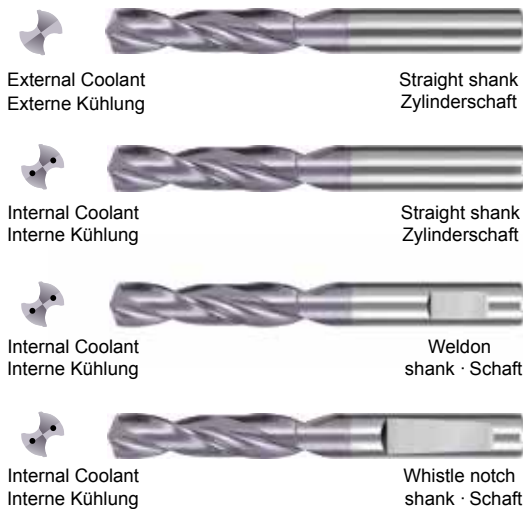 External Coolant
Externe Kühlung
Straight shank
Zylinderschaft
Internal Coolant
Interne Kühlung
Straight shank
Zylinderschaft
Internal Coolant
Interne Kühlung
Weldon
shank · Schaft
Internal Coolant
Interne Kühlung
Whistle notch
shank · Schaft